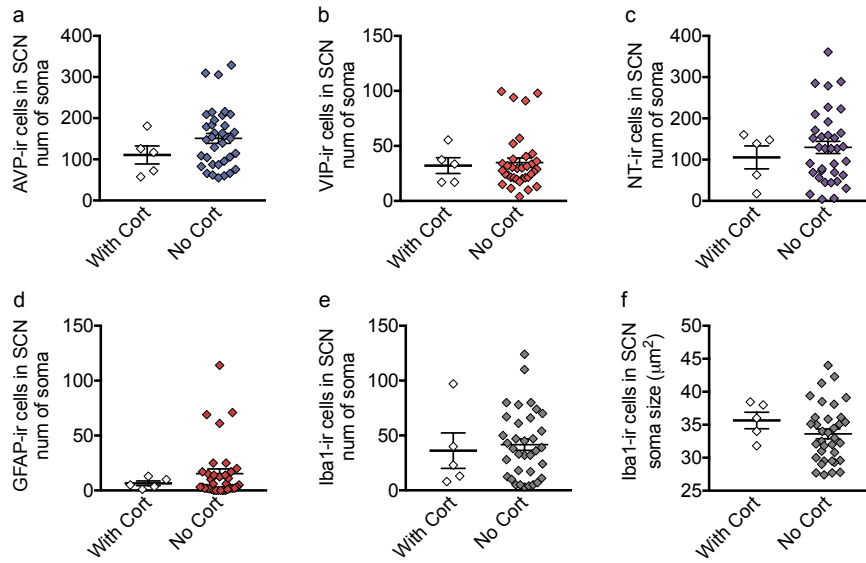 a
AVP-ir cells in SCN
num of soma
400
300
200
100
0
With Cort
No Cort
b
VIP-ir cells in SCN
num of soma
150
100
50
0
With Cort
No Cort
c
NT-ir cells in SCN
num of soma
400
300
200
100
0
With Cort
No Cort
d
GFAP-ir cells in SCN
num of soma
150
100
50
0
With Cort
No Cort
e
Iba1-ir cells in SCN
num of soma
150
100
50
0
With Cort
No Cort
f
Iba1-ir cells in SCN
soma size (μm²)
50
45
40
35
30
25
With Cort
No Cort